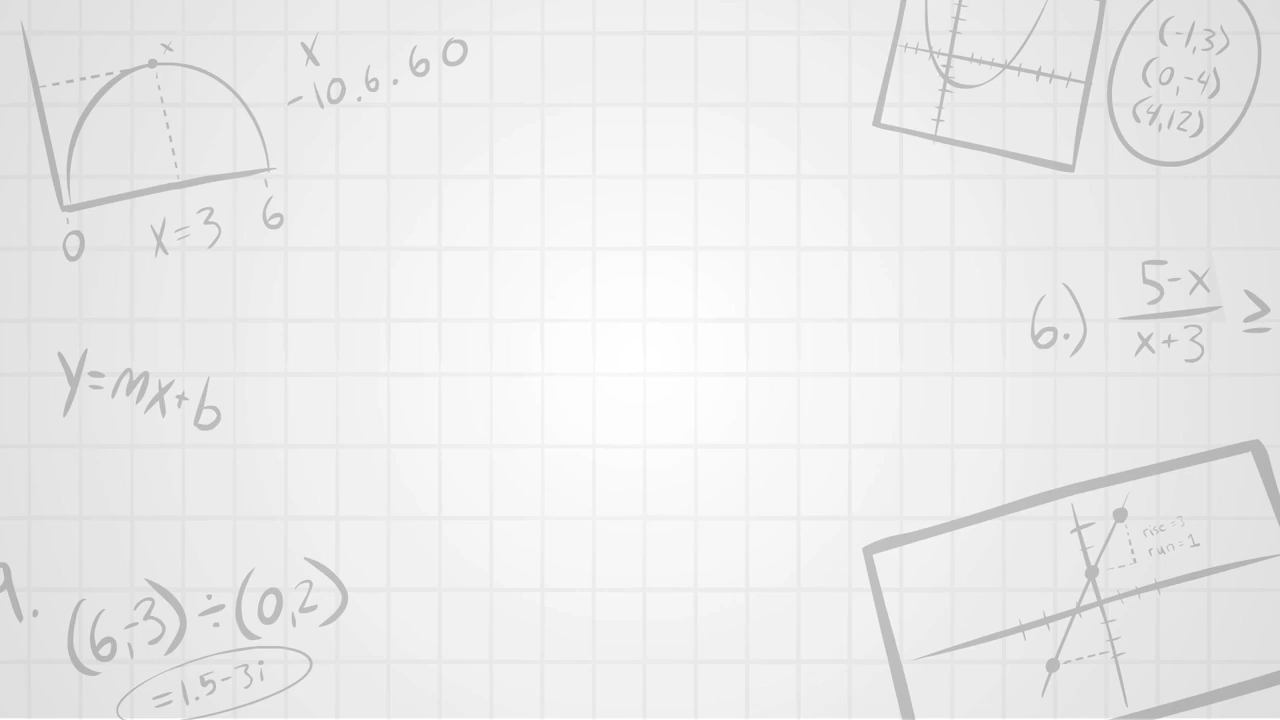 x
X
-10.6.60
0
X=3
6
(-1,3)
(0,-4)
(4,12)
6.) 5-x
x+3
≥
y=mx+b
rise=3
run=1
9. (6,-3)÷(0,2)
=1.5-3i